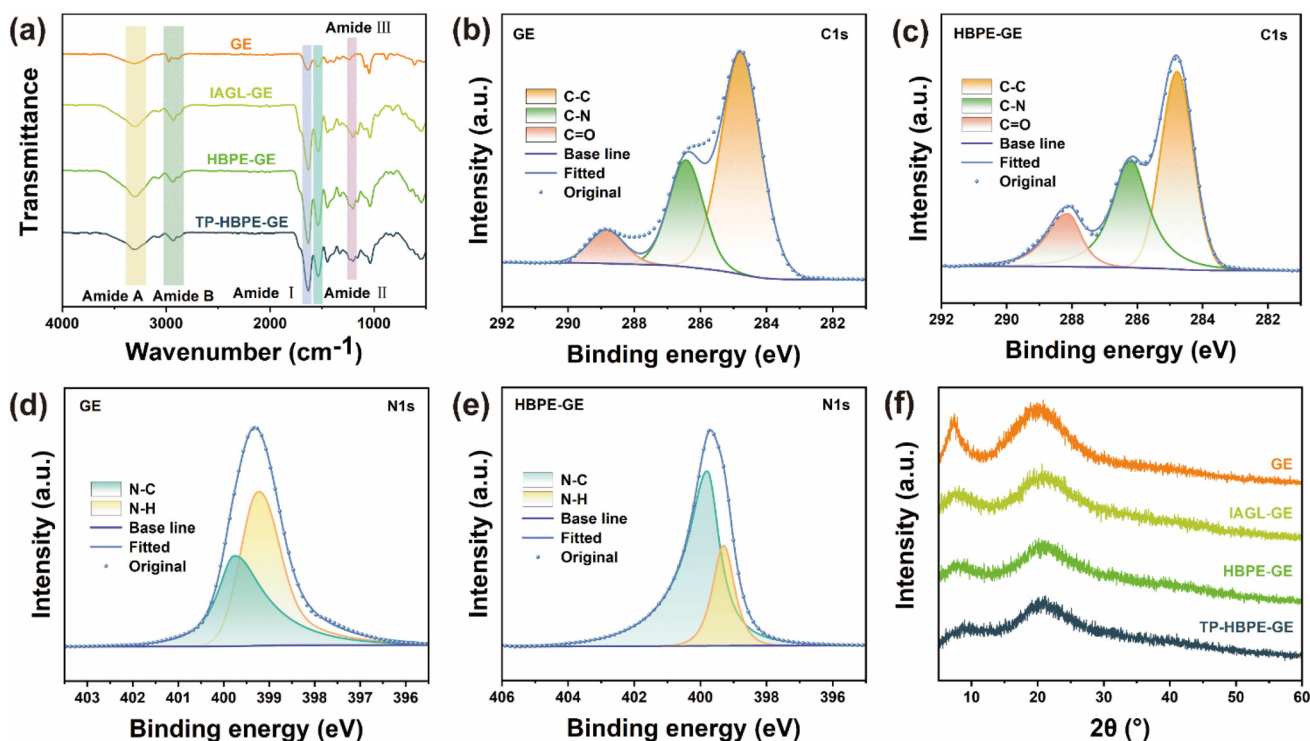 (a)
Amide III
GE
IAGL-GE
HBPE-GE
TP-HBPE-GE
Amide A
Amide B
Amide I
Amide II
Transmittance
4000 3000 2000 1000
Wavenumber (cm-1)
(b)
GE
C1s
C-C
C-N
C=O
Base line
Fitted
Original
Intensity (a.u.)
292 290 288 286 284 282
Binding energy (eV)
(c)
HBPE-GE
C1s
C-C
C-N
C=O
Base line
Fitted
Original
Intensity (a.u.)
292 290 288 286 284 282
Binding energy (eV)
(d)
GE
N1s
N-C
N-H
Base line
Fitted
Original
Intensity (a.u.)
403 402 401 400 399 398 397 396
Binding energy (eV)
(e)
HBPE-GE
N1s
N-C
N-H
Base line
Fitted
Original
Intensity (a.u.)
406 404 402 400 398 396
Binding energy (eV)
(f)
GE
IAGL-GE
HBPE-GE
TP-HBPE-GE
Intensity (a.u.)
10 20 30 40 50 60
2θ (°)